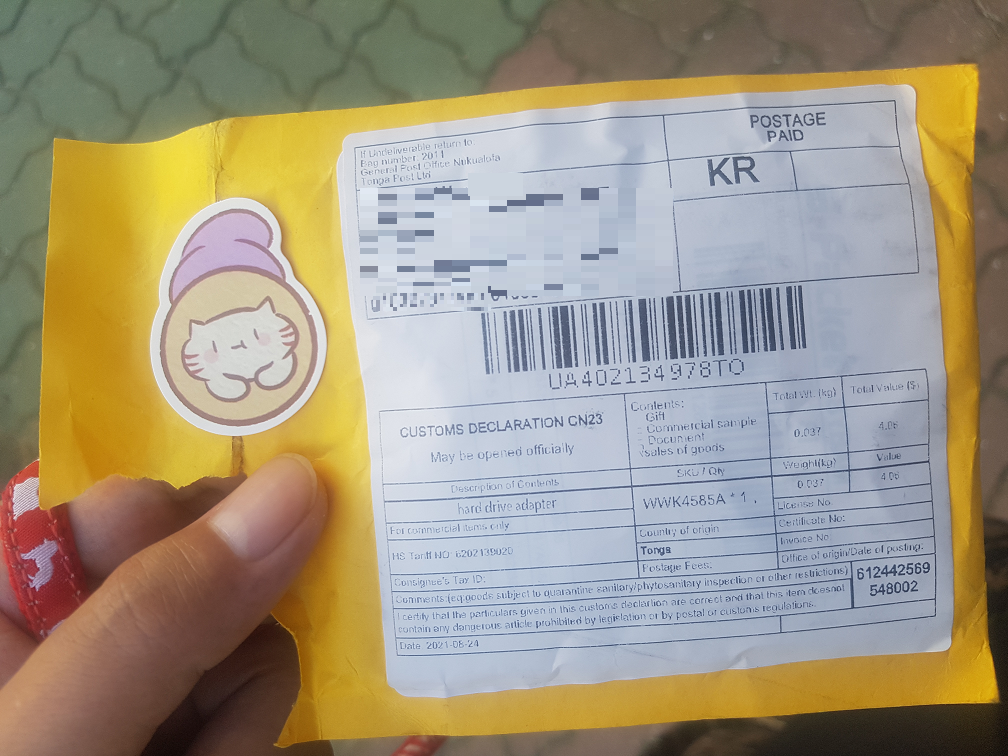 If Undeliverable return to
Bag number: 2011
General Post Office Nukualofa
Tonga Post Ltd
POSTAGE
PAID
KR
UA402134978TO
CUSTOMS DECLARATION CN23
May be opened officially
Contents:
Gift
Commercial sample
Document
√sales of goods
Total Wt. (kg)
Total Value ($)
0.037
4.06
Description of Contents
SKU / Qty
Weight(kg)
Value
hard drive adapter
WWK4585A * 1 ,
0.037
4.06
For commercial items only
Country of origin
License No.
HS Tariff NO: 6202139020
Tonga
Certificate No:
Invoice No:
Consignee's Tax ID:
Postage Fees:
Office of origin/Date of posting:
Comments (eq:goods subject to quarantine sanitary/phytosanitary inspection or other restrictions)
612442569
548002
I certify that the particulars given in this customs declartion are correct and that this item doesnot
contain any dangerous article prohibited by legislation or by postal or customs regulations.
Date: 2021-08-24